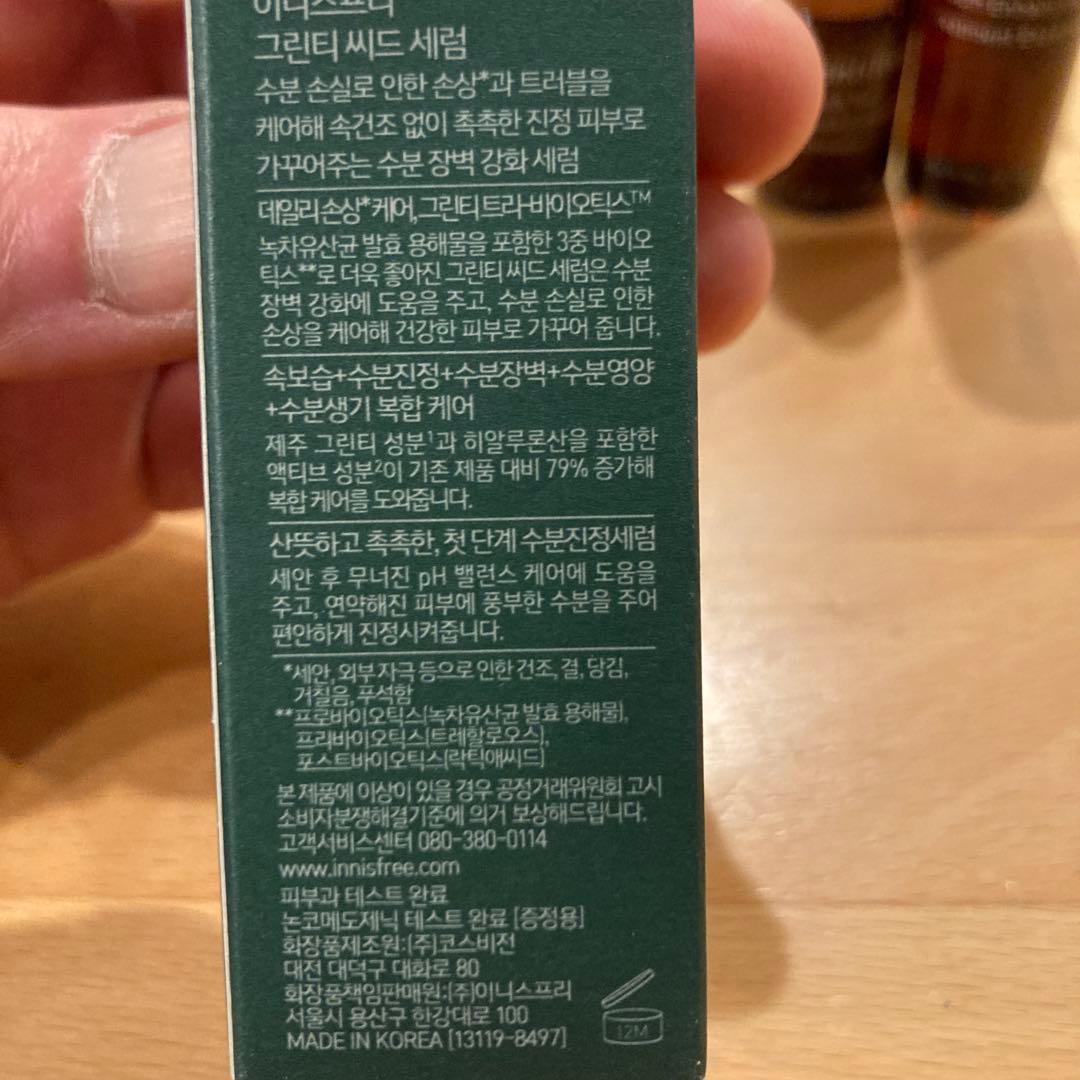 이니스프리
그린티 씨드 세럼
수분 손실로 인한 손상*과 트러블을
케어해 속건조 없이 촉촉한 진정 피부로
가꾸어주는 수분 장벽 강화 세럼
데일리 손상*케어, 그린티 트라-바이오틱스™
녹차유산균 발효 용해물을 포함한 3중 바이오
틱스**로 더욱 좋아진 그린티 씨드 세럼은 수분
장벽 강화에 도움을 주고, 수분 손실로 인한
손상을 케어해 건강한 피부로 가꾸어 줍니다.
속보습+수분진정+수분장벽+수분영양
+수분생기 복합 케어
제주 그린티 성분¹과 히알루론산을 포함한
액티브 성분²이 기존 제품 대비 79% 증가해
복합 케어를 도와줍니다.
산뜻하고 촉촉한, 첫 단계 수분진정세럼
세안 후 무너진 pH 밸런스 케어에 도움을
주고, 연약해진 피부에 풍부한 수분을 주어
편안하게 진정시켜줍니다.
*세안, 외부 자극 등으로 인한 건조, 결, 당김,
거칠음, 푸석함
**프로바이오틱스[녹차유산균 발효 용해물],
프리바이오틱스[트레할로오스],
포스트바이오틱스[락틱애씨드]
본 제품에 이상이 있을 경우 공정거래위원회 고시
소비자분쟁해결기준에 의거 보상해드립니다.
고객서비스센터 080-380-0114
www.innisfree.com
피부과 테스트 완료
논코메도제닉 테스트 완료 [증정용]
화장품제조원:(주)코스비전
대전 대덕구 대화로 80
화장품책임판매원:(주)이니스프리
서울시 용산구 한강대로 100
MADE IN KOREA [13119-8497]
12M